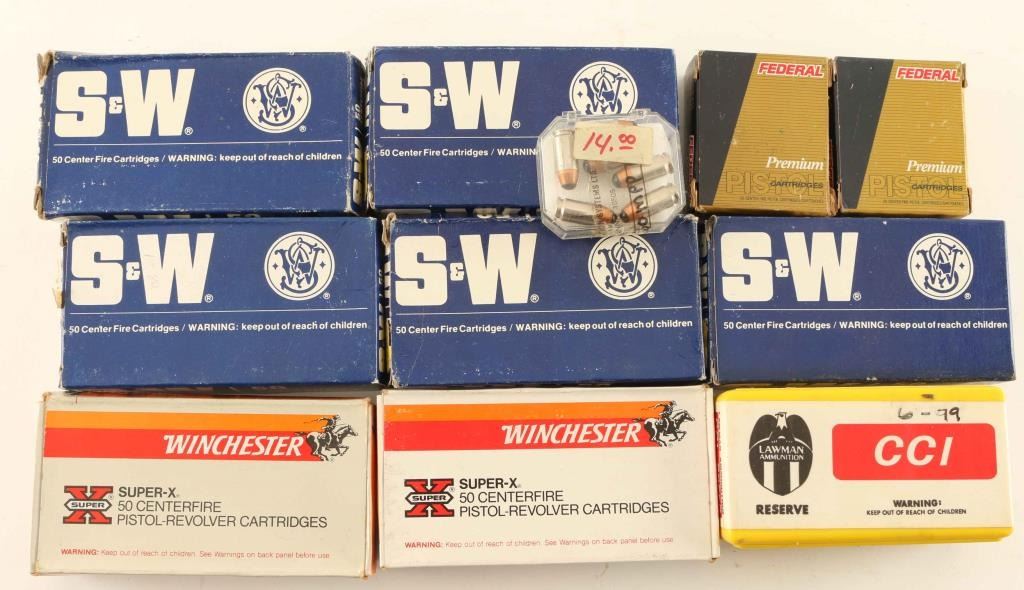 S&W®
50 Center Fire Cartridges / WARNING: keep out of reach of children
S&W
50 Center Fire Cartridges / WARN
14.00
FEDERAL
Premium
PISTOL
CARTRIDGES
FEDERAL
Premium
PISTOL
CARTRIDGES
S&W®
50 Center Fire Cartridges / WARNING: keep out of reach of children
S&W®
50 Center Fire Cartridges / WARNING: keep out of reach of children
S&W®
50 Center Fire Cartridges / WARNING: keep out of reach of children
WINCHESTER
X SUPER®
SUPER-X®
50 CENTERFIRE
PISTOL-REVOLVER CARTRIDGES
WARNING: Keep out of reach of children. See Warnings on back panel before use.
WINCHESTER
X SUPER®
SUPER-X®
50 CENTERFIRE
PISTOL-REVOLVER CARTRIDGES
WARNING: Keep out of reach of children. See Warnings on back panel before use.
6-99
LAWMAN
AMMUNITION
RESERVE
CCI
WARNING:
KEEP OUT OF REACH OF CHILDREN